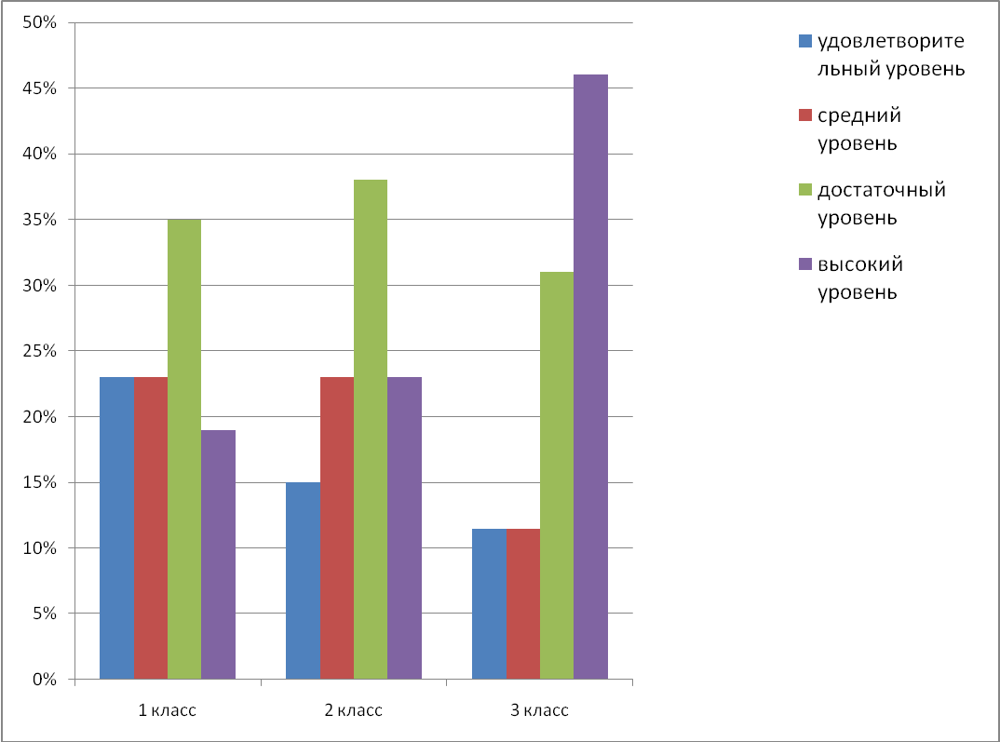 50%
45%
40%
35%
30%
25%
20%
15%
10%
5%
0%
1 класс
2 класс
3 класс
удовлетворите
льный уровень
средний
уровень
достаточный
уровень
высокий
уровень